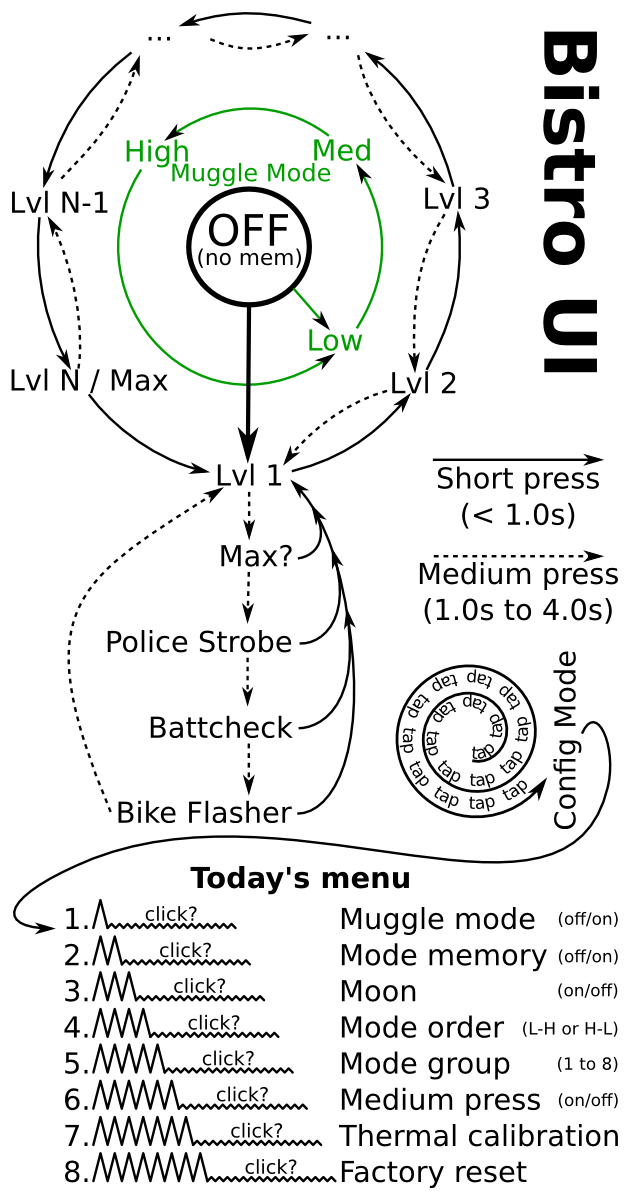 Bistro UI
...
...
High
Med
Muggle Mode
Lvl N-1
Lvl 3
OFF
(no mem)
Low
Lvl N / Max
Lvl 2
Lvl 1
Short press
(< 1.0s)
Max?
Medium press
(1.0s to 4.0s)
Police Strobe
Battcheck
Bike Flasher
tap tap tap tap tap tap tap tap tap tap tap tap tap tap tap tap tap tap tap
Config Mode
Today's menu
1. click? Muggle mode (off/on)
2. click? Mode memory (off/on)
3. click? Moon (on/off)
4. click? Mode order (L-H or H-L)
5. click? Mode group (1 to 8)
6. click? Medium press (on/off)
7. click? Thermal calibration
8. click? Factory reset